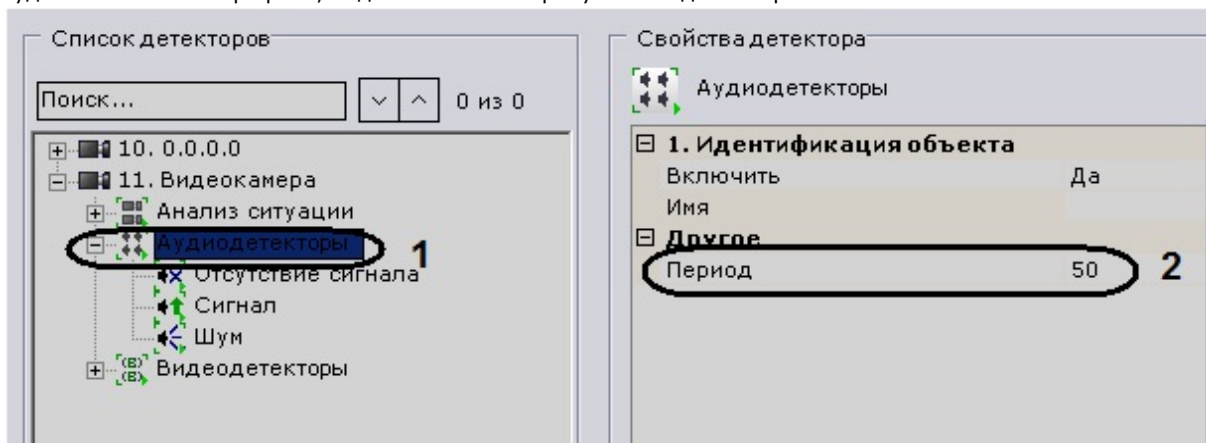 Список детекторов
Поиск...
0 из 0
10. 0.0.0.0
11. Видеокамера
Анализ ситуации
Аудиодетекторы
1
Отсутствие сигнала
Сигнал
Шум
Видеодетекторы
Свойства детектора
Аудиодетекторы
1. Идентификация объекта
Включить Да
Имя
Другое
Период 50
2